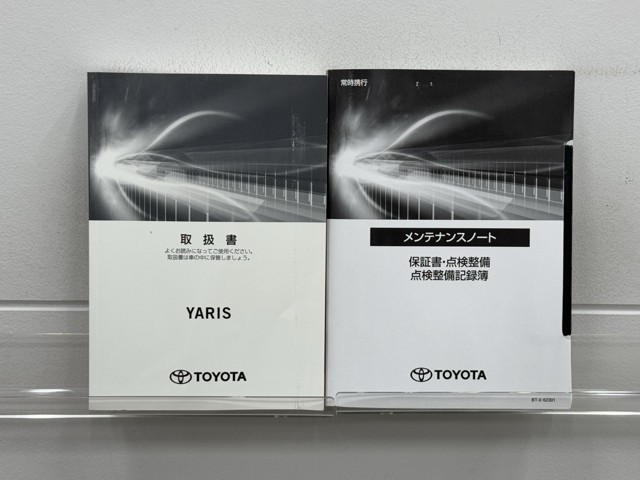 取扱書
よくお読みになってご使用ください。
取扱書は車の中に保管しましょう。
YARIS
TOYOTA
常時携行
メンテナンスノート
保証書・点検整備
点検整備記録簿
TOYOTA